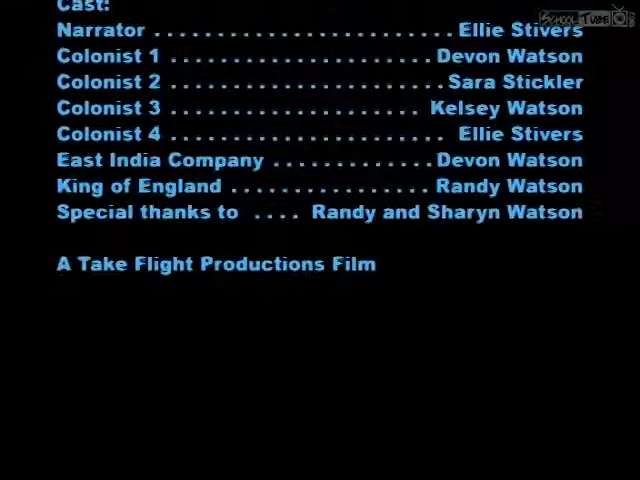 Cast:
SCHOOLTUBE
Narrator ......................... Ellie Stivers
Colonist 1 ...................... Devon Watson
Colonist 2 ....................... Sara Stickler
Colonist 3 ..................... Kelsey Watson
Colonist 4 ....................... Ellie Stivers
East India Company ............. Devon Watson
King of England ................ Randy Watson
Special thanks to .... Randy and Sharyn Watson
A Take Flight Productions Film